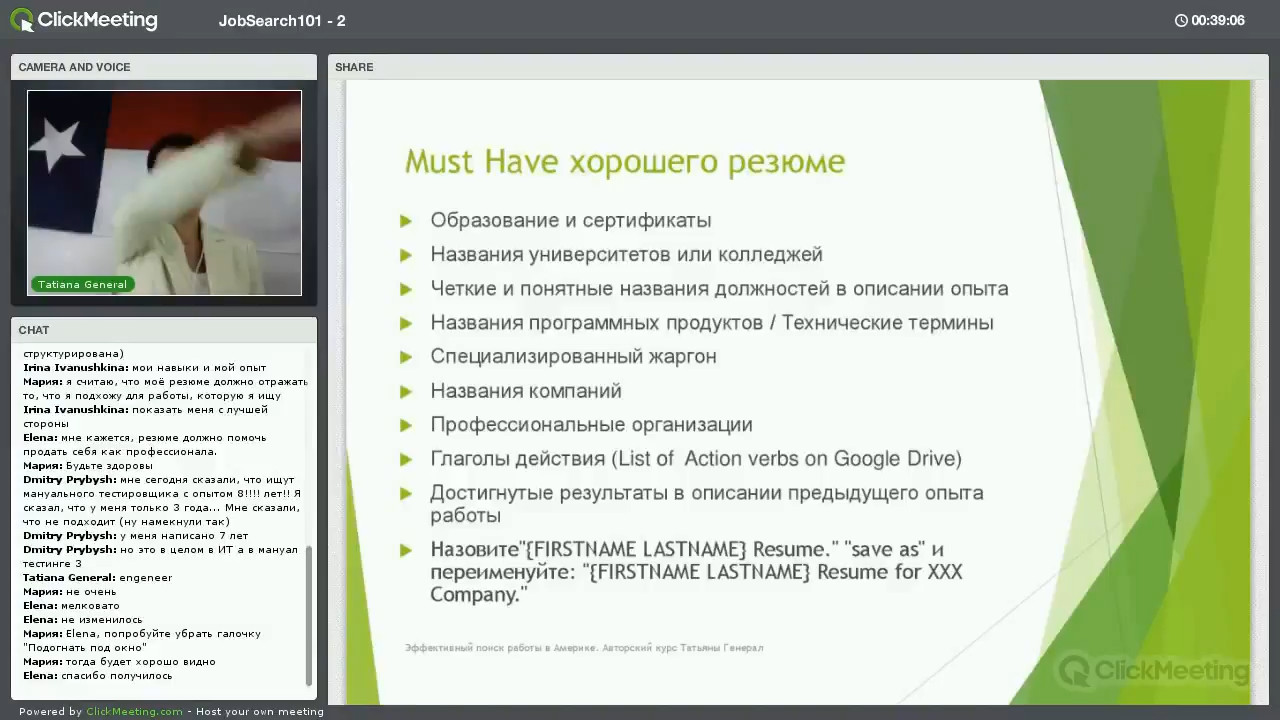 ClickMeeting
JobSearch101 - 2
00:39:06
CAMERA AND VOICE
Tatiana General
CHAT
структурирована)
Irina Ivanushkina: мои навыки и мой опыт
Мария: я считаю, что моё резюме должно отражать
то, что я подхожу для работы, которую я ищу
Irina Ivanushkina: показать меня с лучшей
стороны
Elena: мне кажется, резюме должно помочь
продать себя как профессионала.
Мария: Будьте здоровы
Dmitry Prybysh: мне сегодня сказали, что ищут
мануального тестировщика с опытом 8!!!! лет!! Я
сказал, что у меня только 3 года... Мне сказали,
что не подходит (ну намекнули так)
Dmitry Prybysh: у меня написано 7 лет
Dmitry Prybysh: но это в целом в ИТ а в мануал
тестинге 3
Tatiana General: engeneer
Мария: не очень
Elena: мелковато
Elena: не изменилось
Мария: Elena, попробуйте убрать галочку
"Подогнать под окно"
Мария: тогда будет хорошо видно
Elena: спасибо получилось
SHARE
Must Have хорошего резюме
Образование и сертификаты
Названия университетов или колледжей
Четкие и понятные названия должностей в описании опыта
Названия программных продуктов / Технические термины
Специализированный жаргон
Названия компаний
Профессиональные организации
Глаголы действия (List of Action verbs on Google Drive)
Достигнутые результаты в описании предыдущего опыта
работы
Назовите"{FIRSTNAME LASTNAME} Resume." "save as" и
переименуйте: "{FIRSTNAME LASTNAME} Resume for XXX
Company."
Эффективный поиск работы в Америке. Авторский курс Татьяны Генерал
ClickMeeting
Powered by ClickMeeting.com - Host your own meeting